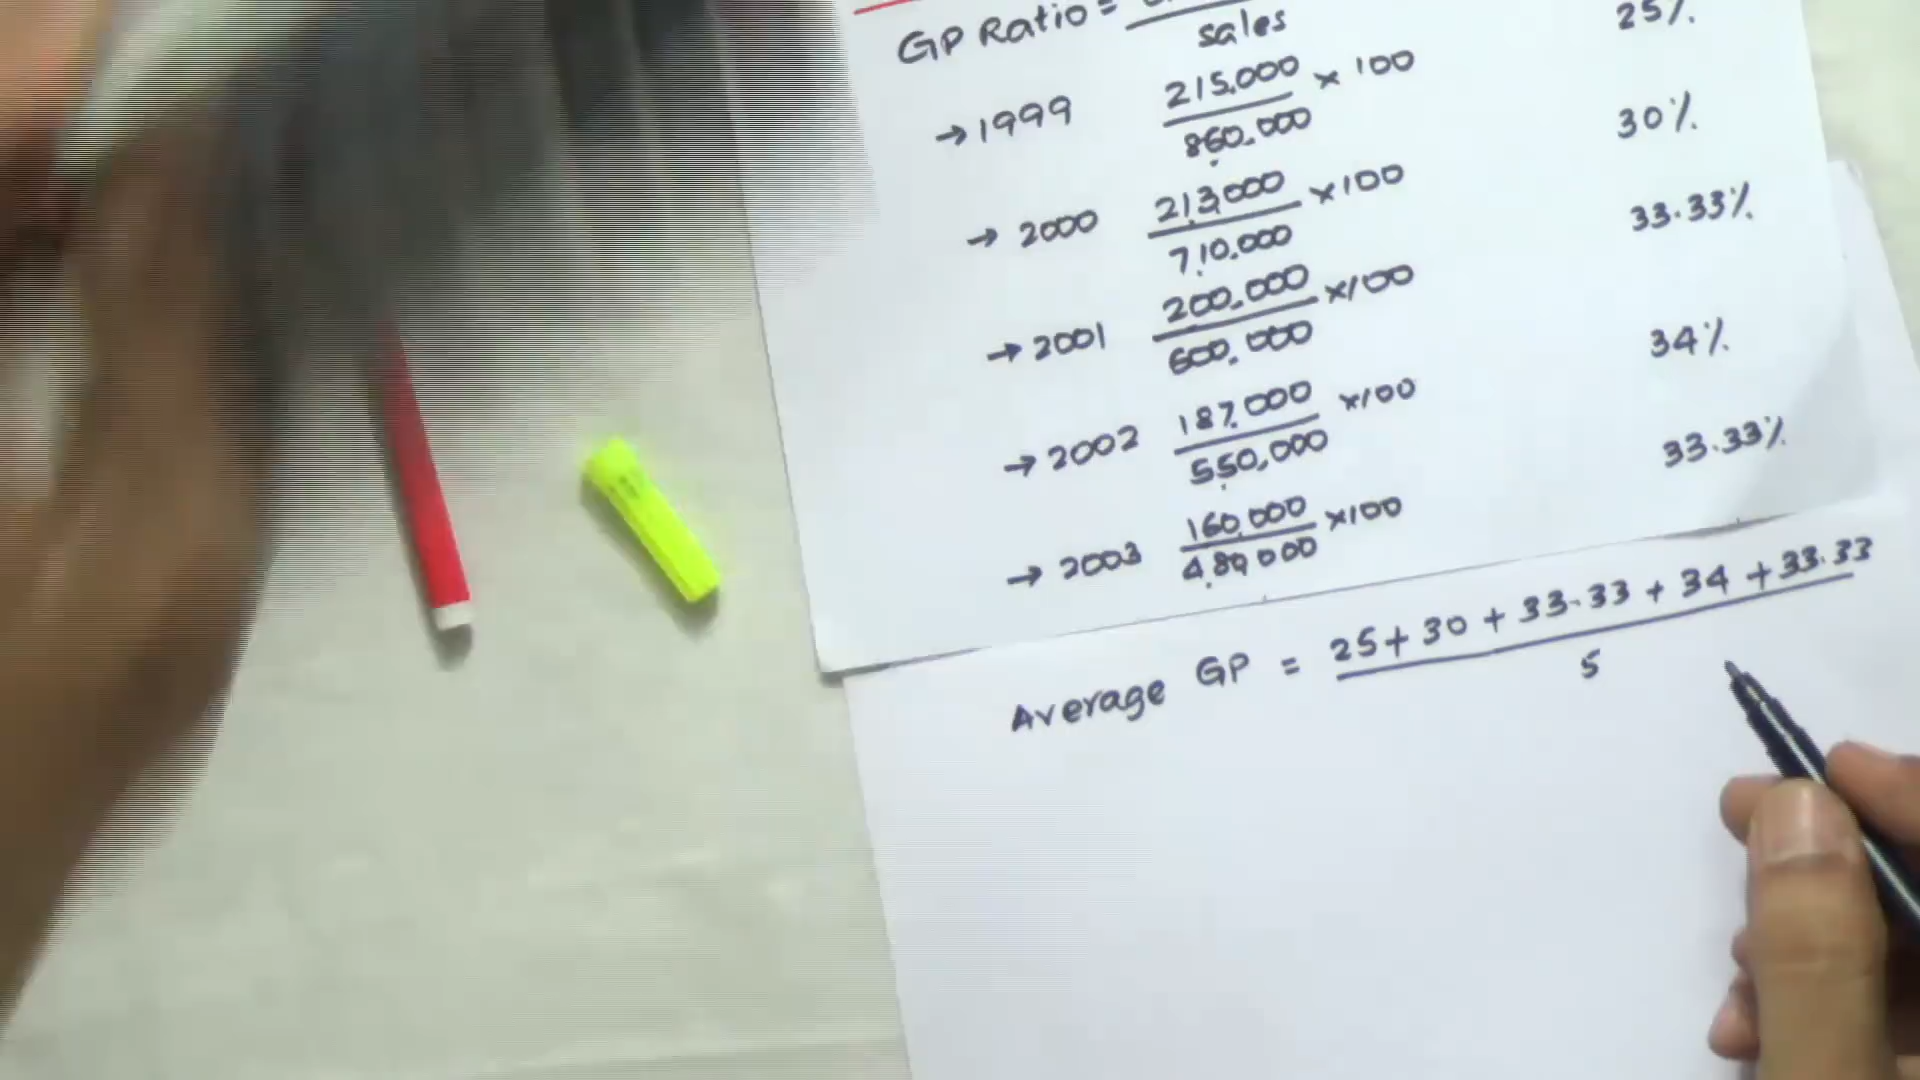 GP Ratio =
sales
25%
→ 1999 215,000 / 860,000 × 100 30%
→ 2000 213,000 / 710,000 × 100 33.33%
→ 2001 200,000 / 600,000 × 100 34%
→ 2002 187,000 / 550,000 × 100 33.33%
→ 2003 160,000 / 480,000 × 100
Average GP = 25 + 30 + 33.33 + 34 + 33.33 / 5